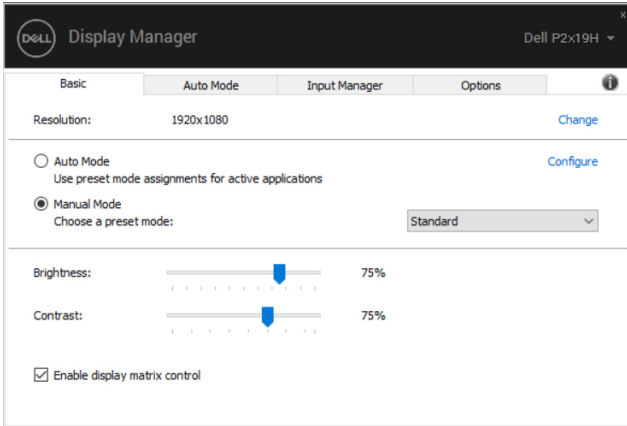 x
DELL Display Manager Dell P2x19H
Basic Auto Mode Input Manager Options i
Resolution: 1920x1080 Change
Auto Mode Configure
Use preset mode assignments for active applications
Manual Mode
Choose a preset mode: Standard
Brightness: 75%
Contrast: 75%
Enable display matrix control